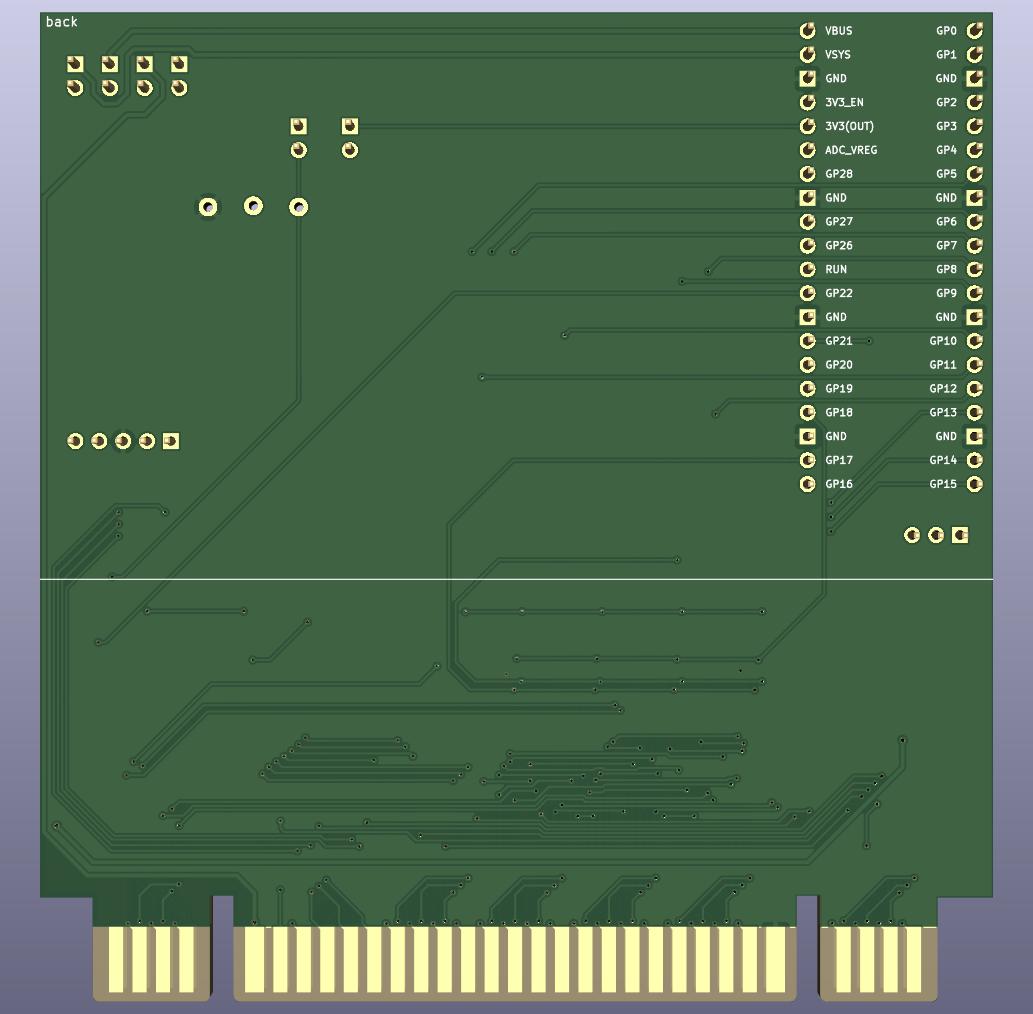 back
VBUS GP0
VSYS GP1
GND GND
3V3_EN GP2
3V3(OUT) GP3
ADC_VREG GP4
GP28 GP5
GND GND
GP27 GP6
GP26 GP7
RUN GP8
GP22 GP9
GND GND
GP21 GP10
GP20 GP11
GP19 GP12
GP18 GP13
GND GND
GP17 GP14
GP16 GP15